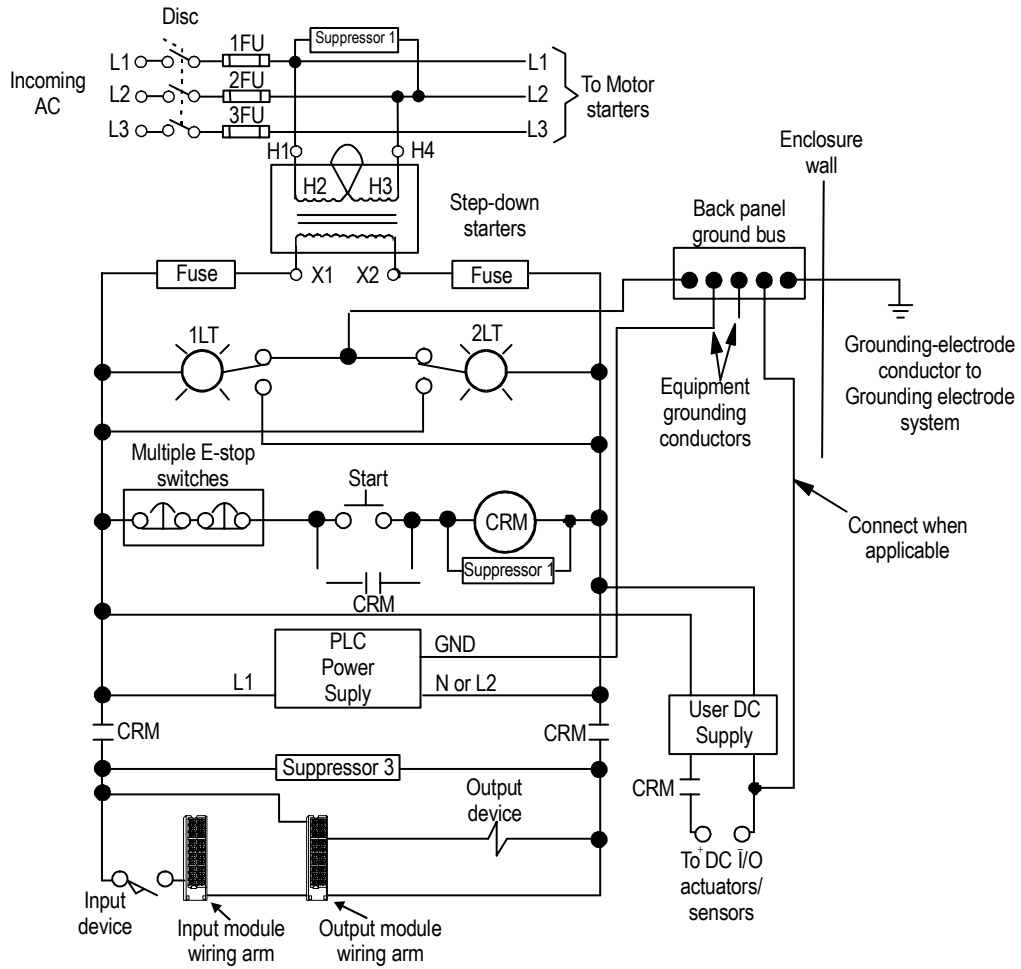 Disc
Suppressor 1
1FU
L1
L1
Incoming
AC
2FU
L2
L2
To Motor
starters
3FU
L3
L3
H1
H4
H2
H3
Enclosure
wall
Step-down
starters
Back panel
ground bus
Fuse
X1
X2
Fuse
1LT
2LT
Grounding-electrode
conductor to
Grounding electrode
system
Equipment
grounding
conductors
Multiple E-stop
switches
Start
CRM
Suppressor 1
CRM
Connect when
applicable
PLC
Power
Suply
GND
L1
N or L2
User DC
Supply
CRM
CRM
Suppressor 3
CRM
Output
device
+ -
To DC I/O
actuators/
sensors
Input
device
Input module
wiring arm
Output module
wiring arm